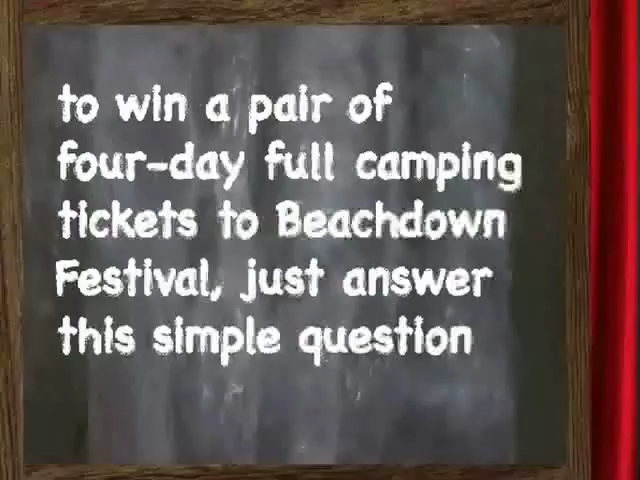 to win a pair of
four-day full camping
tickets to Beachdown
Festival, just answer
this simple question